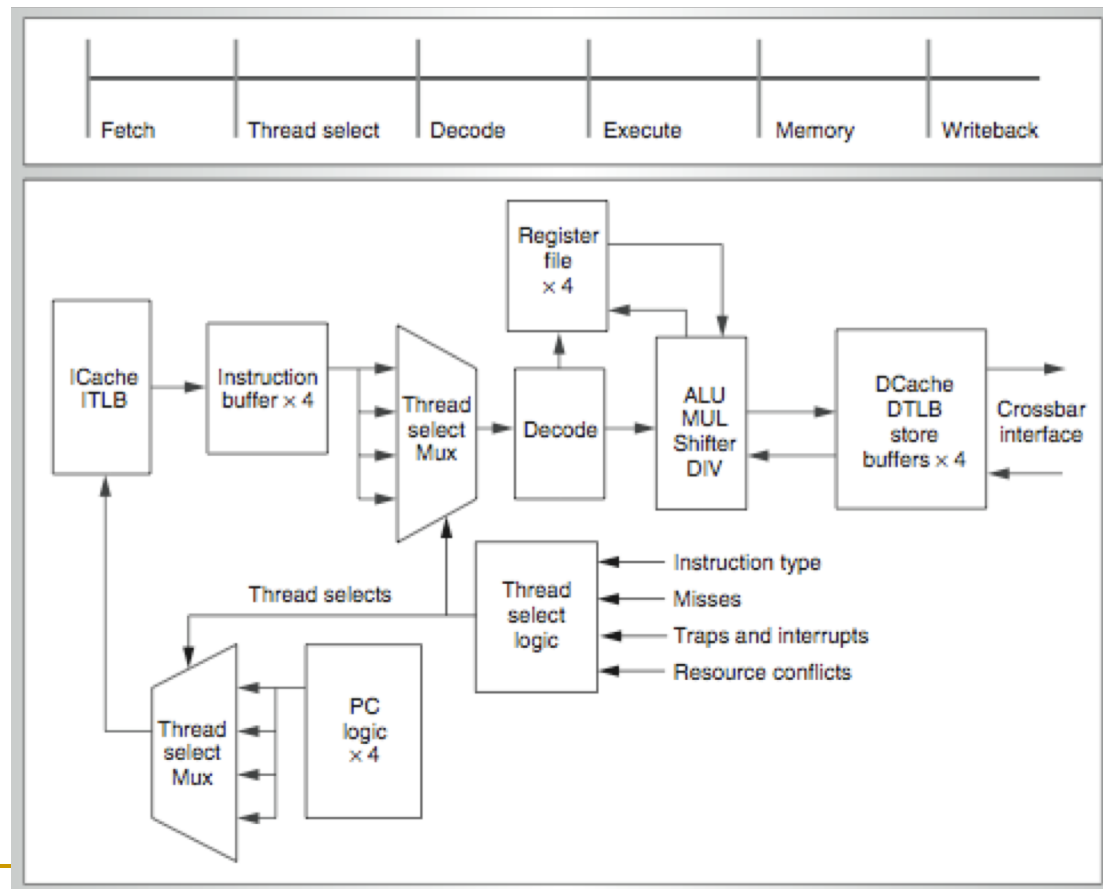 Fetch
Thread select
Decode
Execute
Memory
Writeback
Register
file
× 4
ICache
ITLB
Instruction
buffer × 4
Thread
select
Mux
Decode
ALU
MUL
Shifter
DIV
DCache
DTLB
store
buffers × 4
Crossbar
interface
Thread selects
Thread
select
logic
Instruction type
Misses
Traps and interrupts
Resource conflicts
Thread
select
Mux
PC
logic
× 4